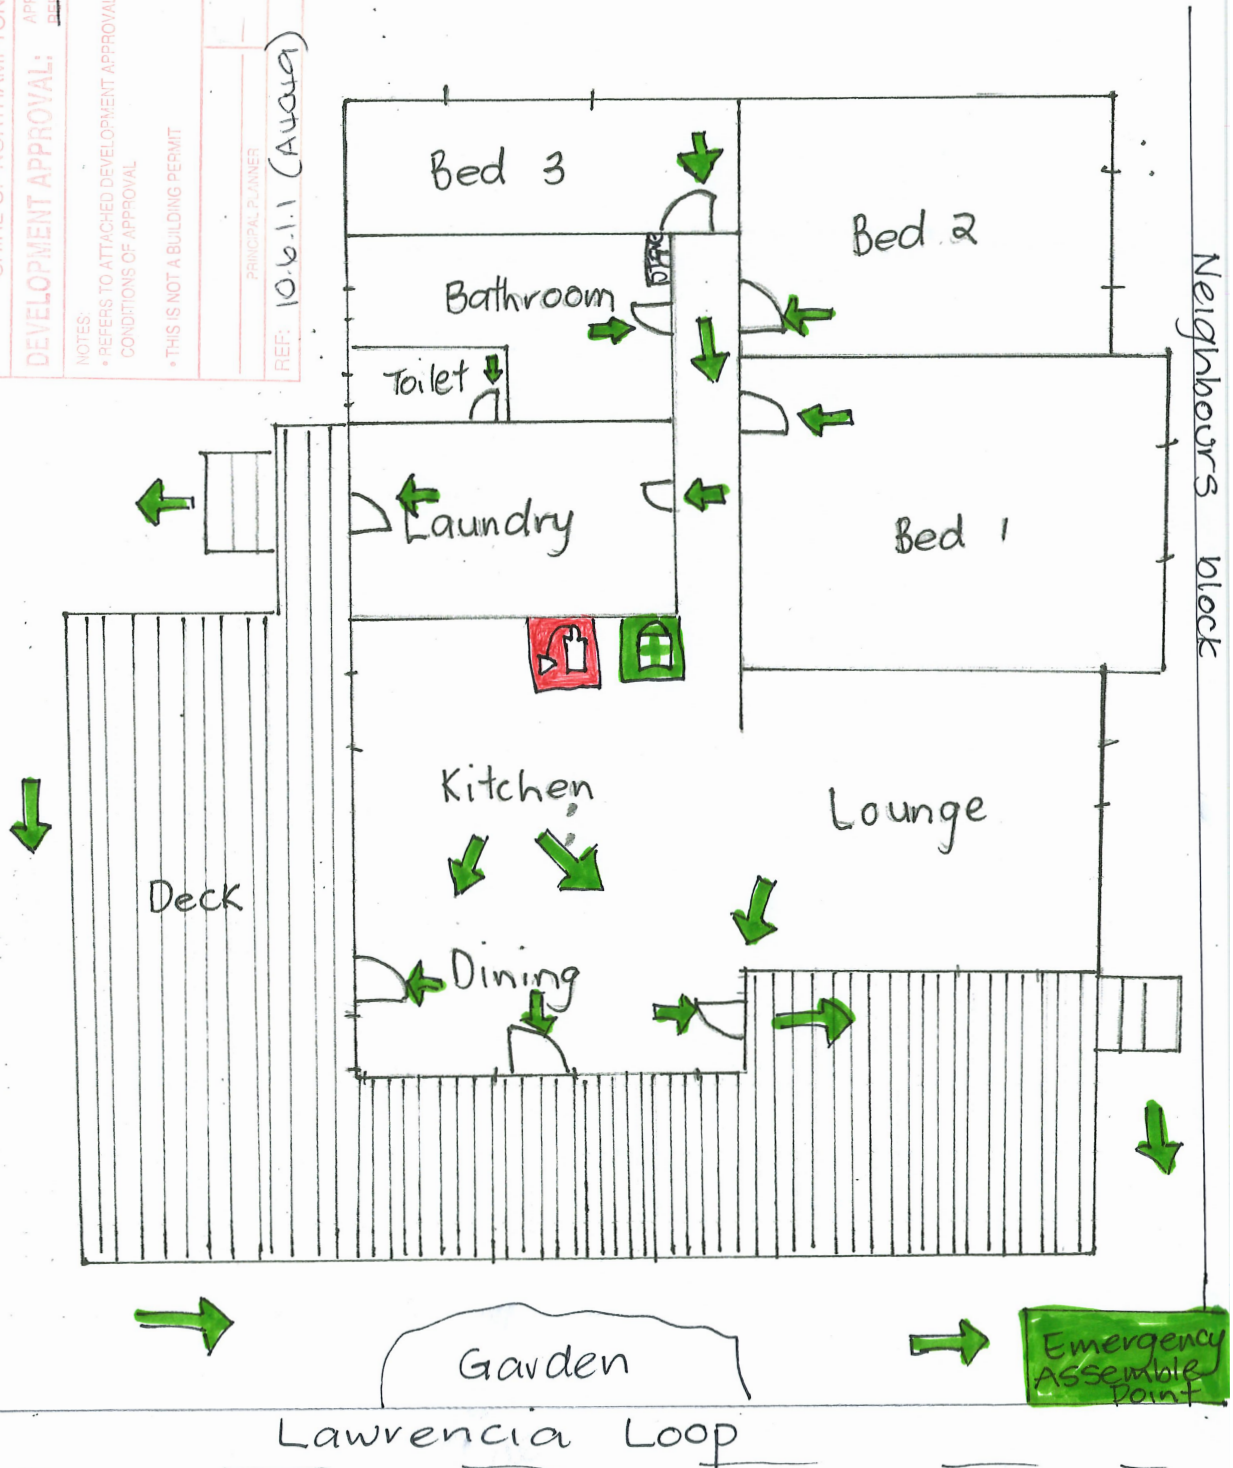 DEVELOPMENT APPROVAL:
NOTES:
• REFERS TO ATTACHED DEVELOPMENT APPROVAL
CONDITIONS OF APPROVAL
• THIS IS NOT A BUILDING PERMIT
PRINCIPAL PLANNER
REF: 10.6.1.1
Bed 3
Bed 2
Bathroom
Toilet
Laundry
Bed 1
Neighbours block
Kitchen
Lounge
Deck
Dining
Garden
Emergency
Assemble
Point
Lawrencia Loop